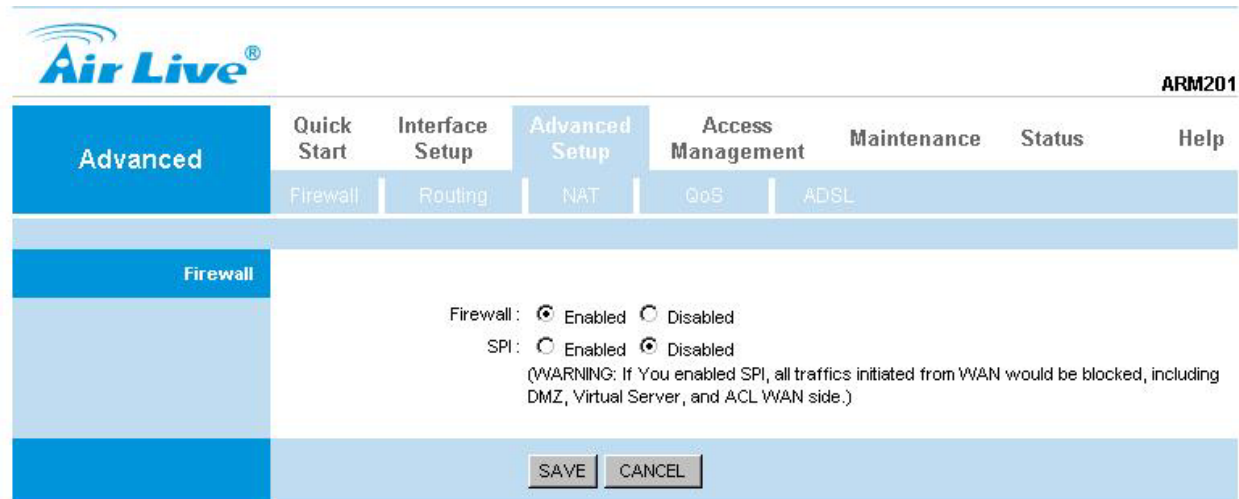 Air Live®
ARM201
Advanced
Quick Start
Interface Setup
Advanced Setup
Access Management
Maintenance
Status
Help
Firewall
Routing
NAT
QoS
ADSL
Firewall
Firewall : Enabled Disabled
SPI : Enabled Disabled
(WARNING: If You enabled SPI, all traffics initiated from WAN would be blocked, including
DMZ, Virtual Server, and ACL WAN side.)
SAVE CANCEL